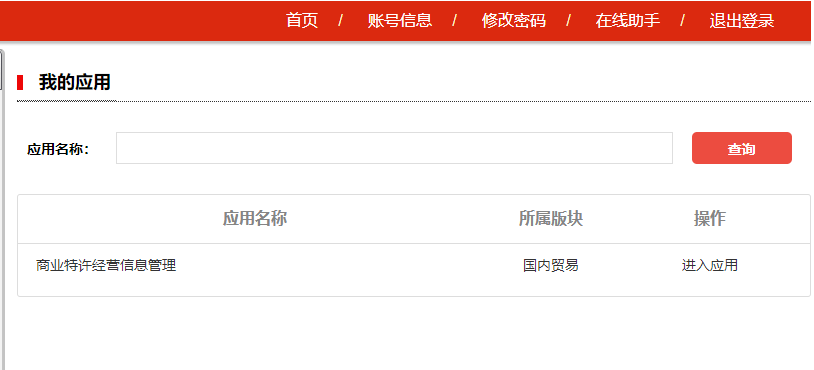 首页 / 账号信息 / 修改密码 / 在线助手 / 退出登录
我的应用
应用名称： 查询
应用名称 所属版块 操作
商业特许经营信息管理 国内贸易 进入应用